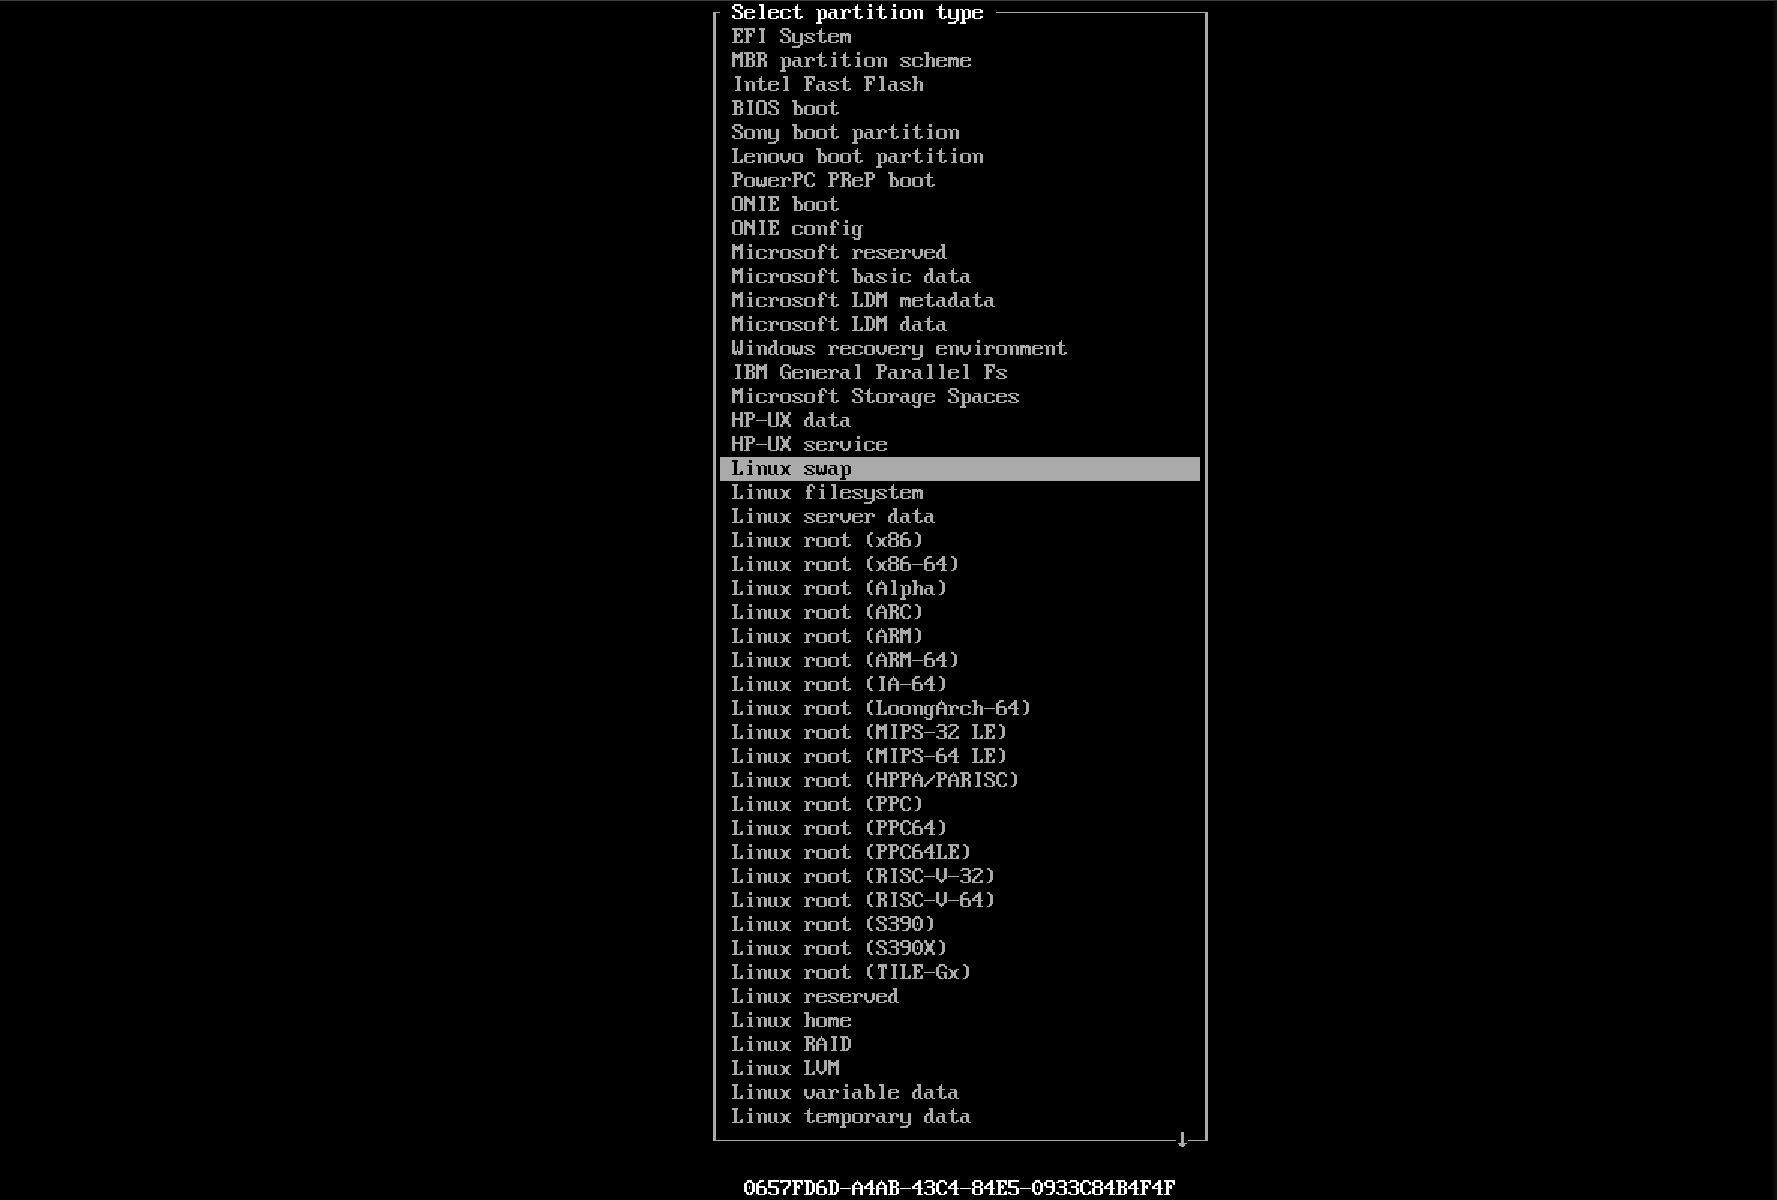 Select partition type
EFI System
MBR partition scheme
Intel Fast Flash
BIOS boot
Sony boot partition
Lenovo boot partition
PowerPC PReP boot
ONIE boot
ONIE config
Microsoft reserved
Microsoft basic data
Microsoft LDM metadata
Microsoft LDM data
Windows recovery environment
IBM General Parallel Fs
Microsoft Storage Spaces
HP-UX data
HP-UX service
Linux swap
Linux filesystem
Linux server data
Linux root (x86)
Linux root (x86-64)
Linux root (Alpha)
Linux root (ARC)
Linux root (ARM)
Linux root (ARM-64)
Linux root (IA-64)
Linux root (LoongArch-64)
Linux root (MIPS-32 LE)
Linux root (MIPS-64 LE)
Linux root (HPPA/PARISC)
Linux root (PPC)
Linux root (PPC64)
Linux root (PPC64LE)
Linux root (RISC-V-32)
Linux root (RISC-V-64)
Linux root (S390)
Linux root (S390X)
Linux root (TILE-Gx)
Linux reserved
Linux home
Linux RAID
Linux LVM
Linux variable data
Linux temporary data
↓
0657FD6D-A4AB-43C4-84E5-0933C84B4F4F